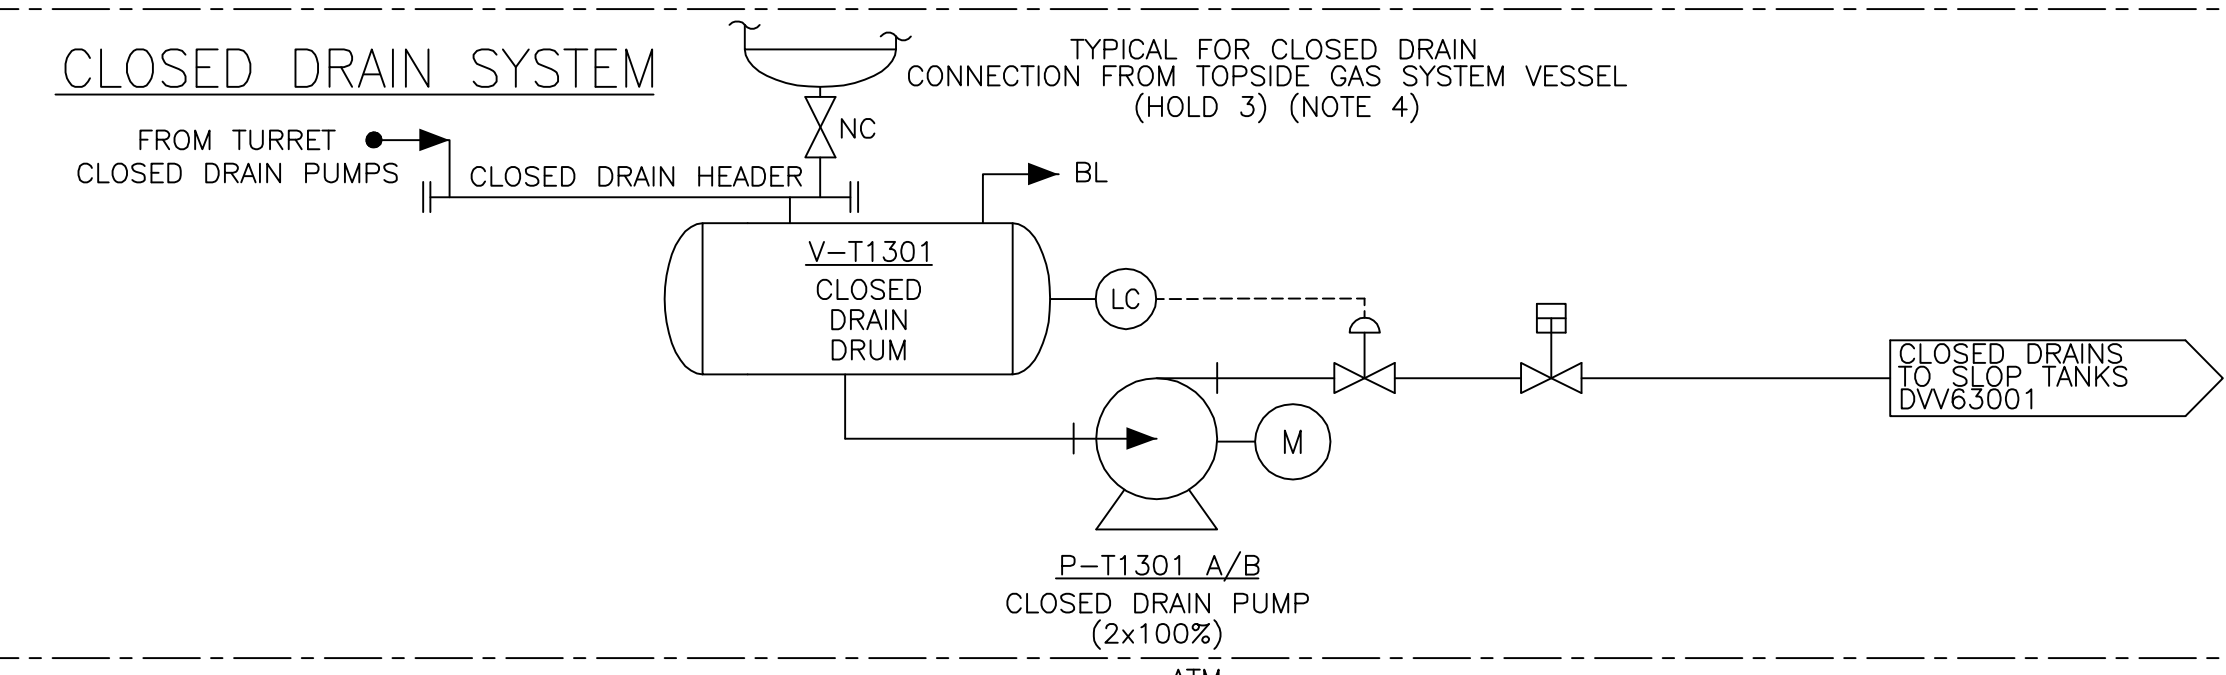 CLOSED DRAIN SYSTEM
TYPICAL FOR CLOSED DRAIN
CONNECTION FROM TOPSIDE GAS SYSTEM VESSEL
(HOLD 3) (NOTE 4)
NC
FROM TURRET
CLOSED DRAIN PUMPS
CLOSED DRAIN HEADER
BL
V-T1301
CLOSED
DRAIN
DRUM
LC
CLOSED DRAINS
TO SLOP TANKS
DVV63001
M
P-T1301 A/B
CLOSED DRAIN PUMP
(2x100%)
ATM